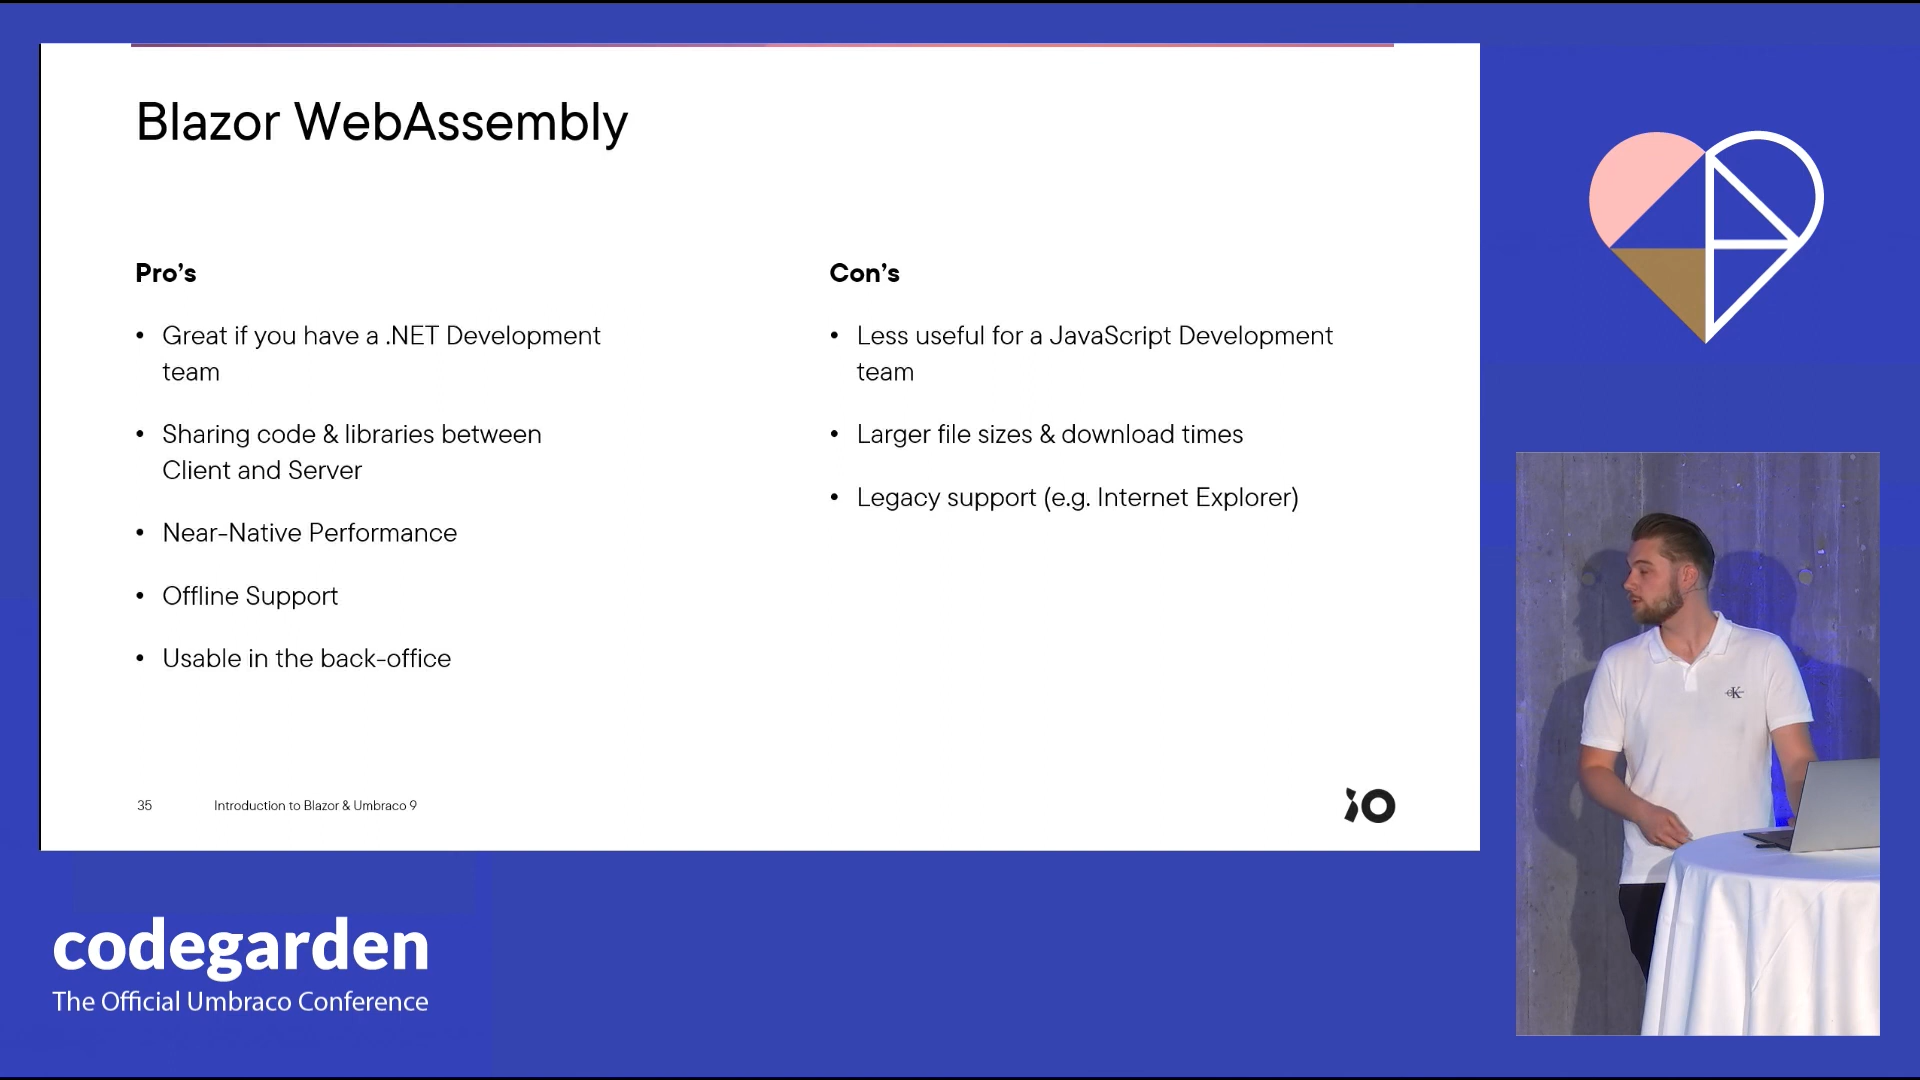 Blazor WebAssembly
Pro's
• Great if you have a .NET Development
team
• Sharing code & libraries between
Client and Server
• Near-Native Performance
• Offline Support
• Usable in the back-office
Con's
• Less useful for a JavaScript Development
team
• Larger file sizes & download times
• Legacy support (e.g. Internet Explorer)
35
Introduction to Blazor & Umbraco 9
iO
cK
codegarden
The Official Umbraco Conference